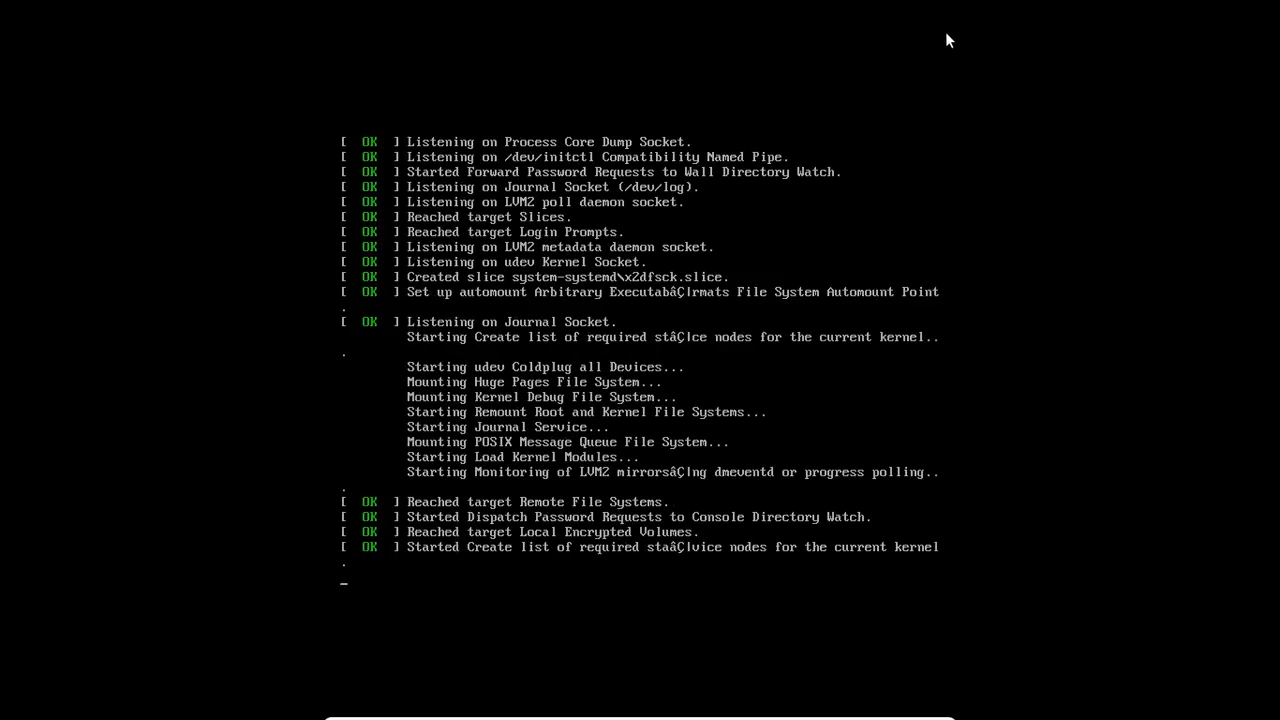 [  OK  ] Listening on Process Core Dump Socket.
[  OK  ] Listening on /dev/initctl Compatibility Named Pipe.
[  OK  ] Started Forward Password Requests to Wall Directory Watch.
[  OK  ] Listening on Journal Socket (/dev/log).
[  OK  ] Listening on LVM2 poll daemon socket.
[  OK  ] Reached target Slices.
[  OK  ] Reached target Login Prompts.
[  OK  ] Listening on LVM2 metadata daemon socket.
[  OK  ] Listening on udev Kernel Socket.
[  OK  ] Created slice system-systemd\x2dfsck.slice.
[  OK  ] Set up automount Arbitrary Executabâ€¦rmats File System Automount Point
.
[  OK  ] Listening on Journal Socket.
Starting Create list of required stâÇ|ce nodes for the current kernel..
.
Starting udev Coldplug all Devices...
Mounting Huge Pages File System...
Mounting Kernel Debug File System...
Starting Remount Root and Kernel File Systems...
Starting Journal Service...
Mounting POSIX Message Queue File System...
Starting Load Kernel Modules...
Starting Monitoring of LVM2 mirrorsâÇ|ng dmeventd or progress polling..
.
[  OK  ] Reached target Remote File Systems.
[  OK  ] Started Dispatch Password Requests to Console Directory Watch.
[  OK  ] Reached target Local Encrypted Volumes.
[  OK  ] Started Create list of required staâÇ|vice nodes for the current kernel
.
_